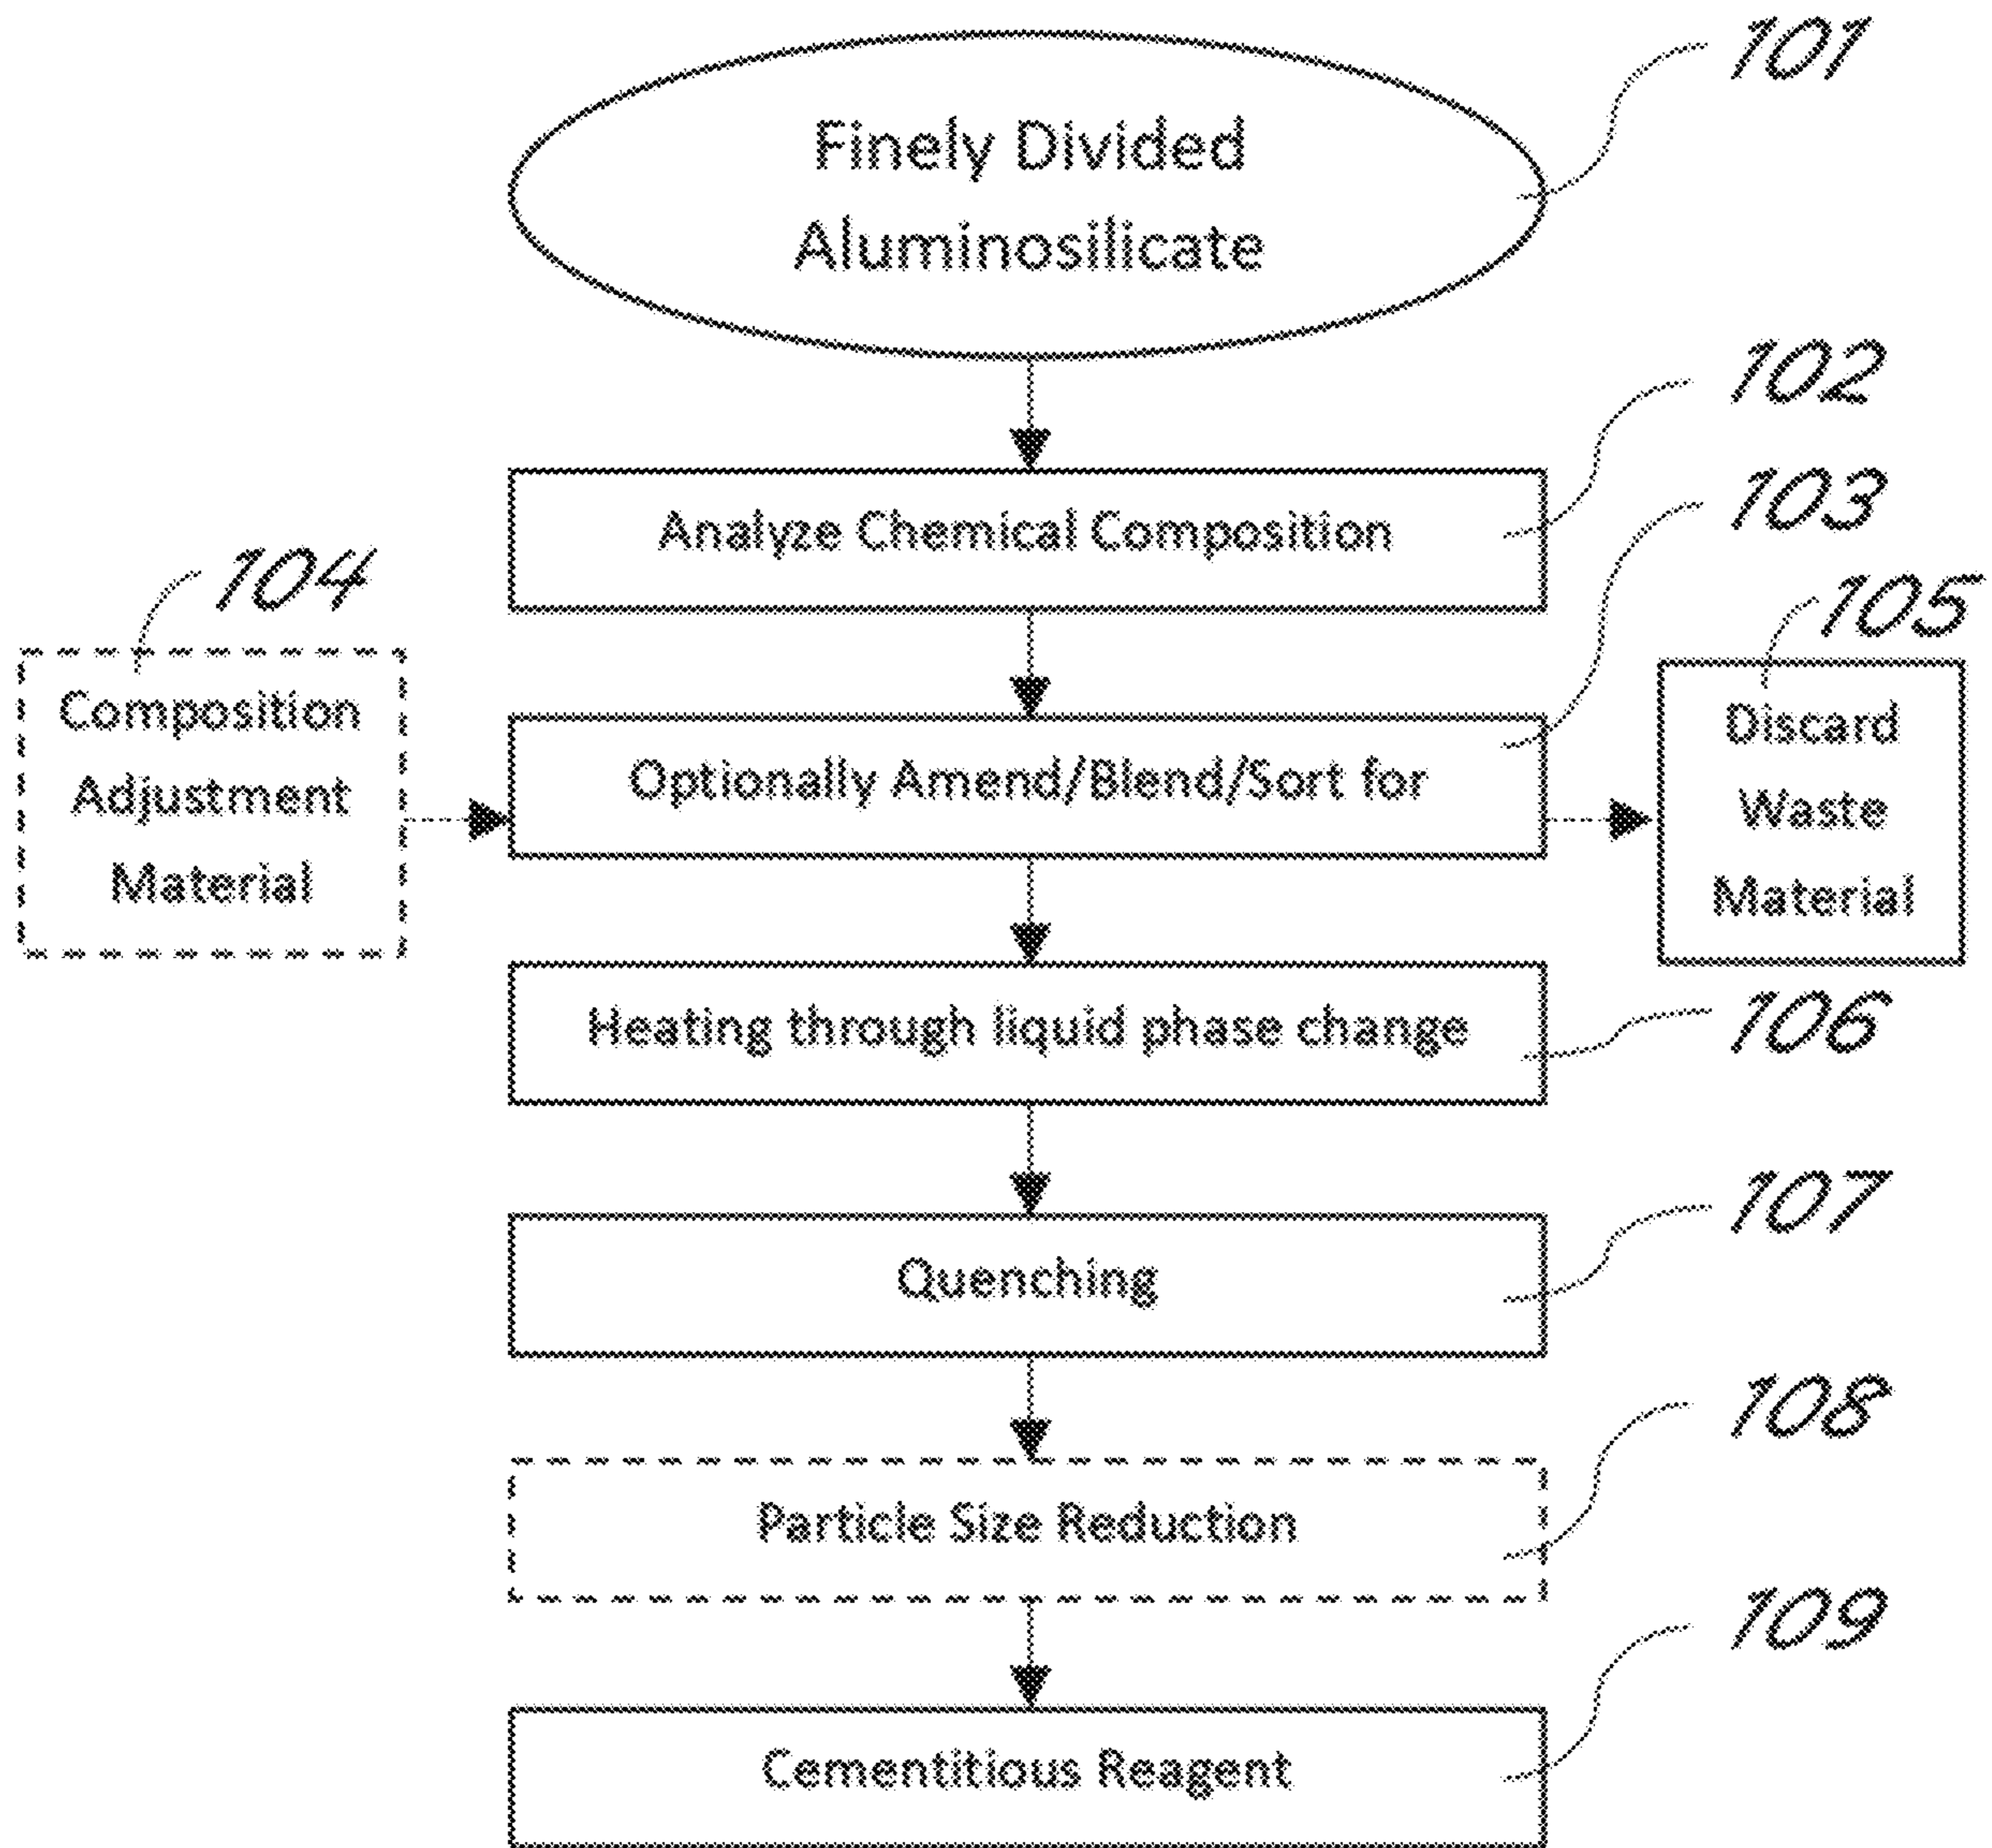 101
Finely Divided
Aluminosilicate
102
Analyze Chemical Composition
103
104
Composition
Adjustment
Material
Optionally Amend/Blend/Sort for
105
Discard
Waste
Material
Heating through liquid phase change
106
Quenching
107
Particle Size Reduction
108
Cementitious Reagent
109